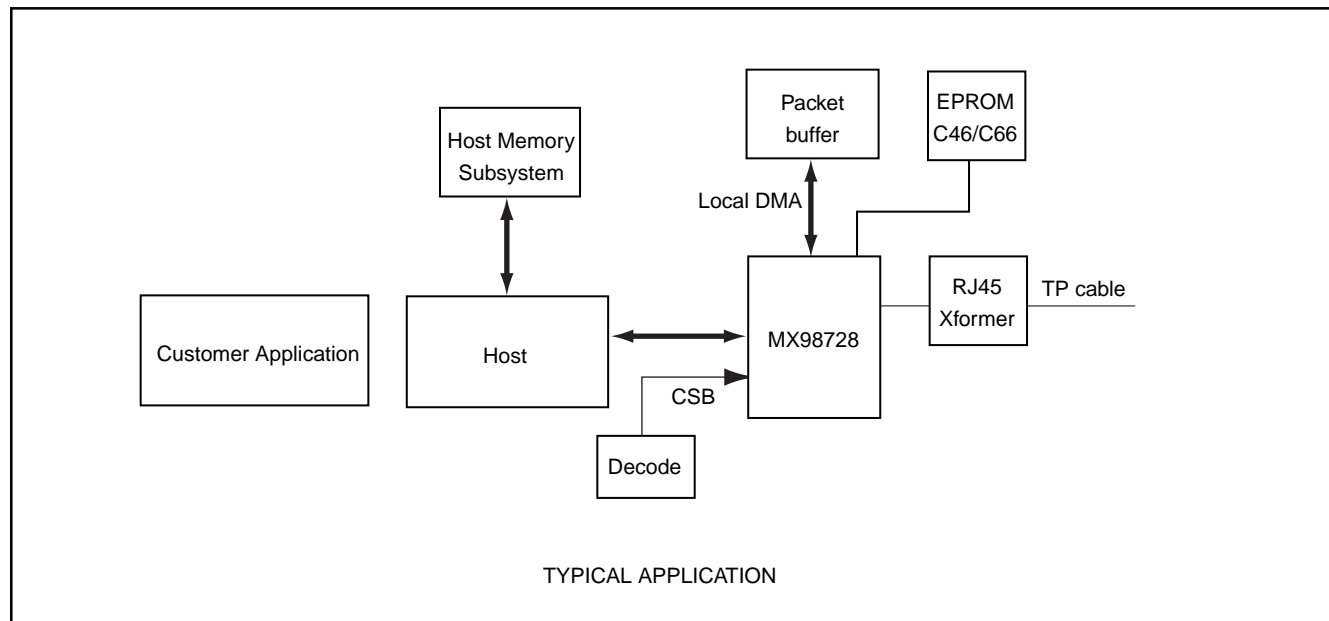 Packet
buffer
EPROM
C46/C66
Host Memory
Subsystem
Local DMA
RJ45
Xformer
TP cable
Customer Application
Host
MX98728
CSB
Decode
TYPICAL APPLICATION